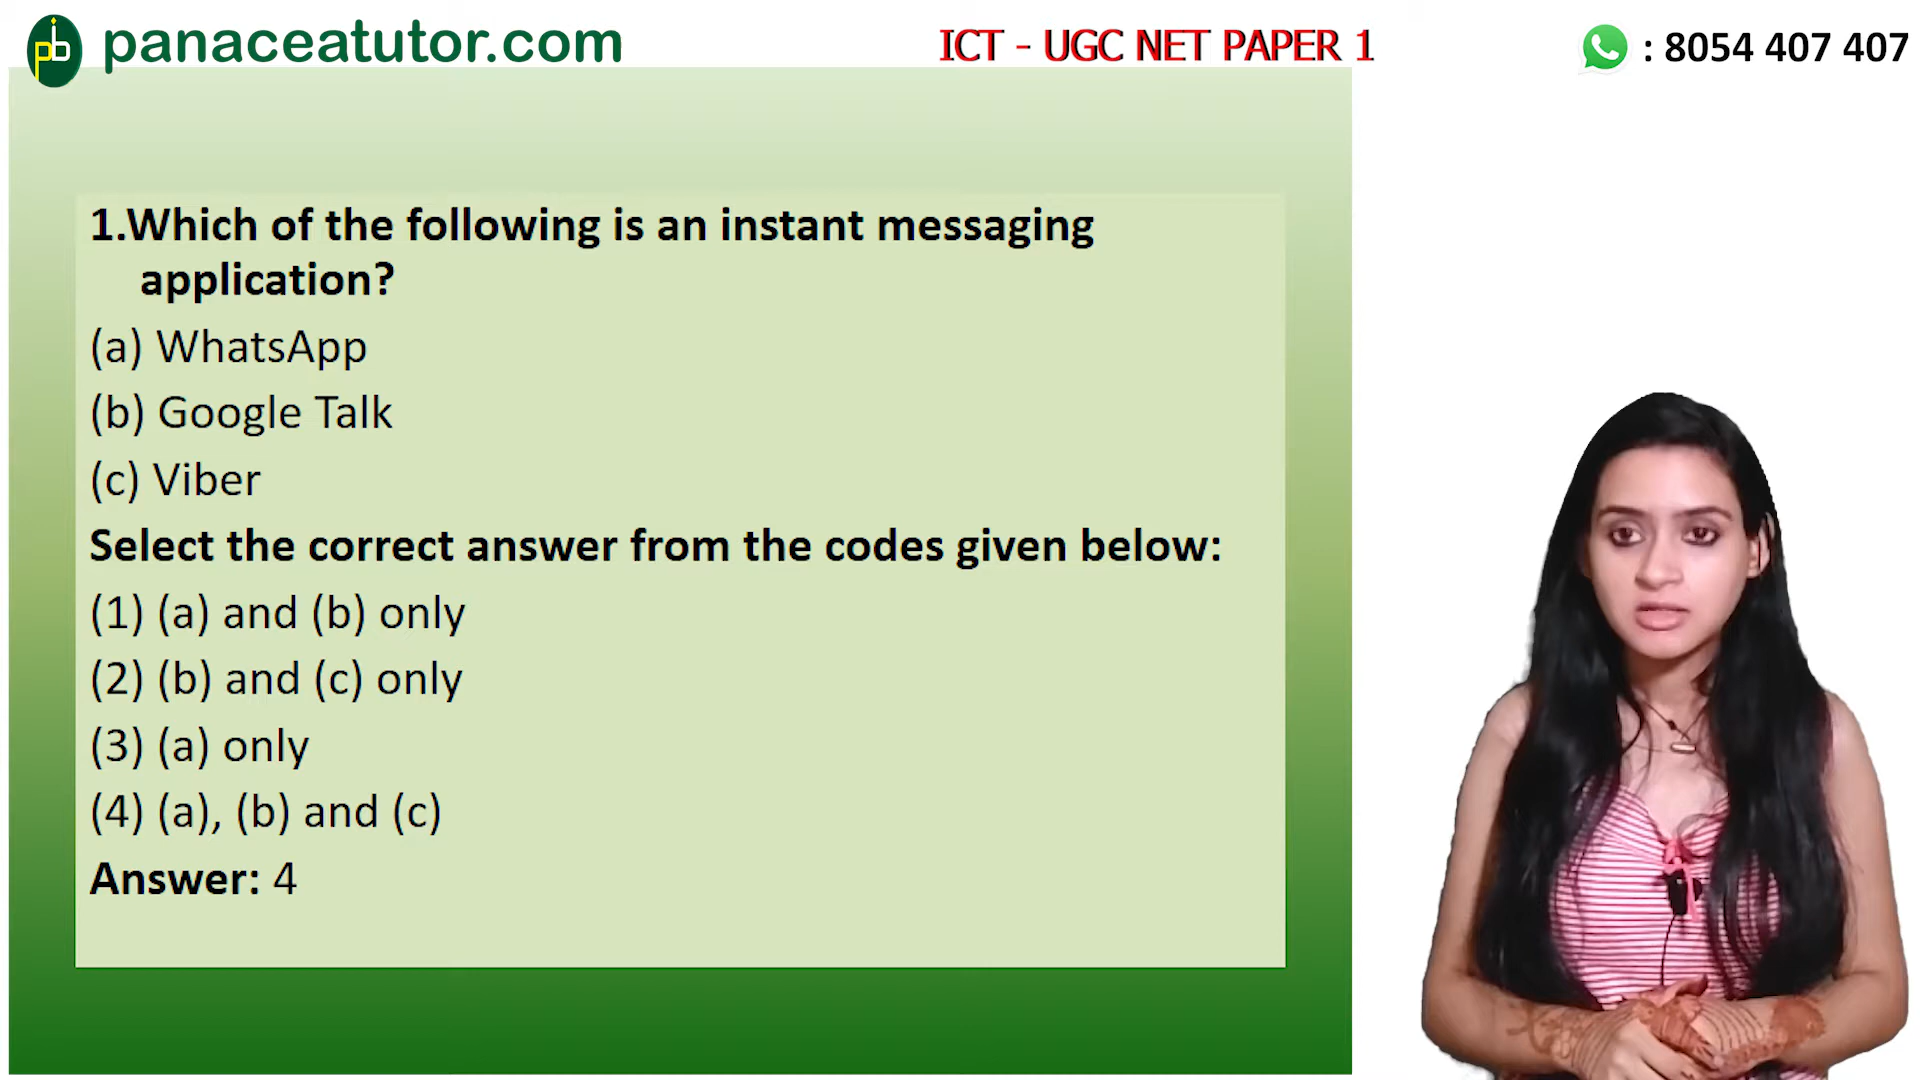 pb panaceatutor.com
ICT - UGC NET PAPER 1
: 8054 407 407
1.Which of the following is an instant messaging
application?
(a) WhatsApp
(b) Google Talk
(c) Viber
Select the correct answer from the codes given below:
(1) (a) and (b) only
(2) (b) and (c) only
(3) (a) only
(4) (a), (b) and (c)
Answer: 4